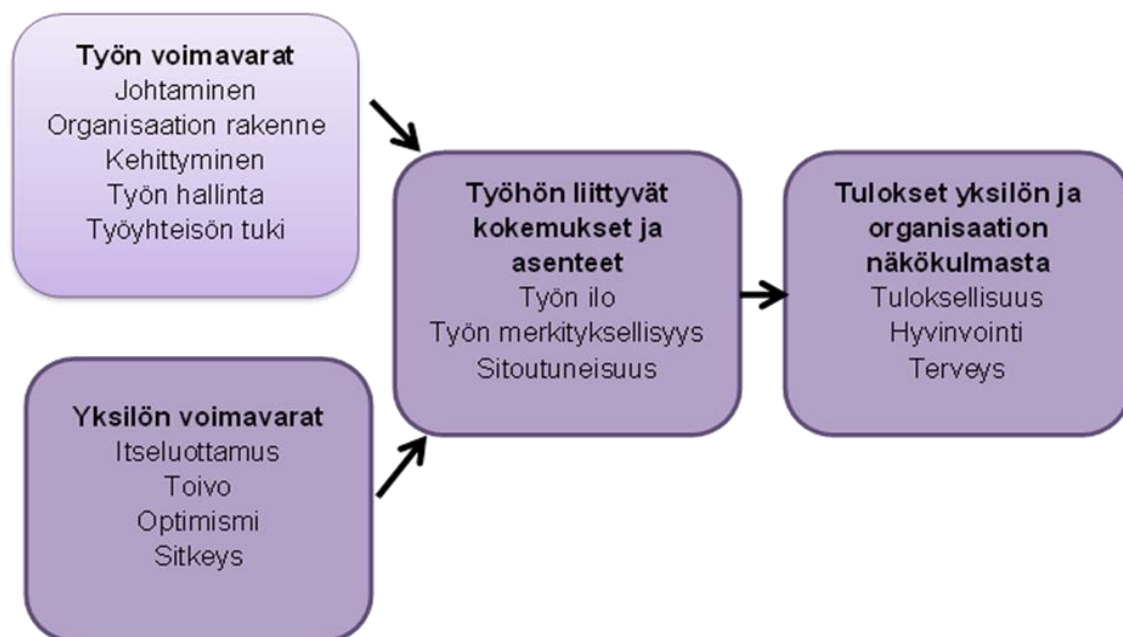 Työn voimavarat
Johtaminen
Organisaation rakenne
Kehittyminen
Työn hallinta
Työyhteisön tuki
Yksilön voimavarat
Itseluottamus
Toivo
Optimismi
Sitkeys
Työhön liittyvät
kokemukset ja
asenteet
Työn ilo
Työn merkityksellisyys
Sitoutuneisuus
Tulokset yksilön ja
organisaation
näkökulmasta
Tuloksellisuus
Hyvinvointi
Terveys